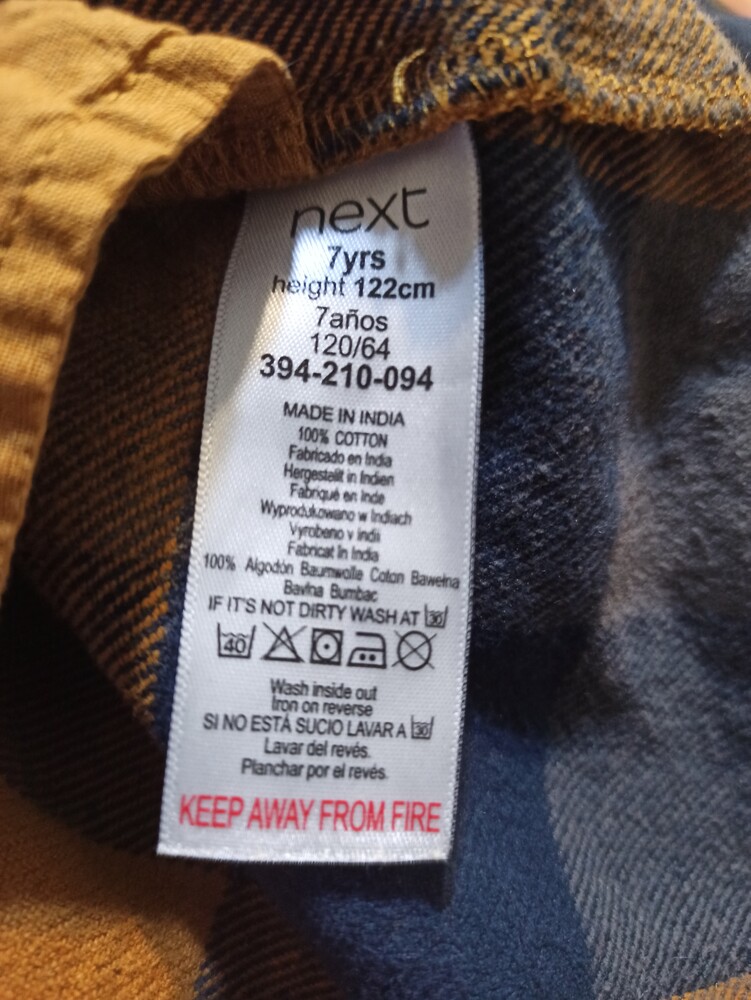 next
7yrs
height 122cm
7años
120/64
394-210-094
MADE IN INDIA
100% COTTON
Fabricado en India
Hergestellt in Indien
Fabriqué en Inde
Wyprodukowano w Indiach
Vyrobeno v Indii
Fabricat în India
100% Algodón Baumwolle Coton Bawełna
Bavlna Bumbac
IF IT'S NOT DIRTY WASH AT 30
40
Wash inside out
Iron on reverse
SI NO ESTÁ SUCIO LAVAR A 30
Lavar del revés.
Planchar por el revés.
KEEP AWAY FROM FIRE